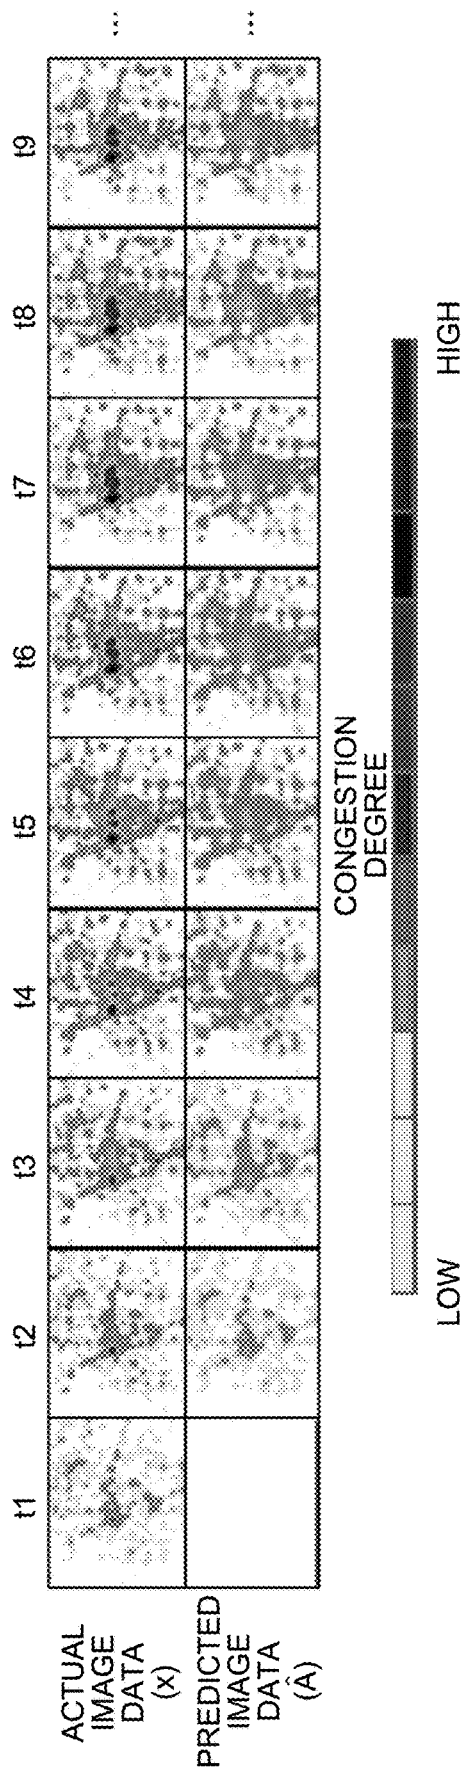 t1 t2 t3 t4 t5 t6 t7 t8 t9
ACTUAL
IMAGE
DATA
(x)
...
PREDICTED
IMAGE
DATA
(Â)
...
CONGESTION
DEGREE
LOW HIGH